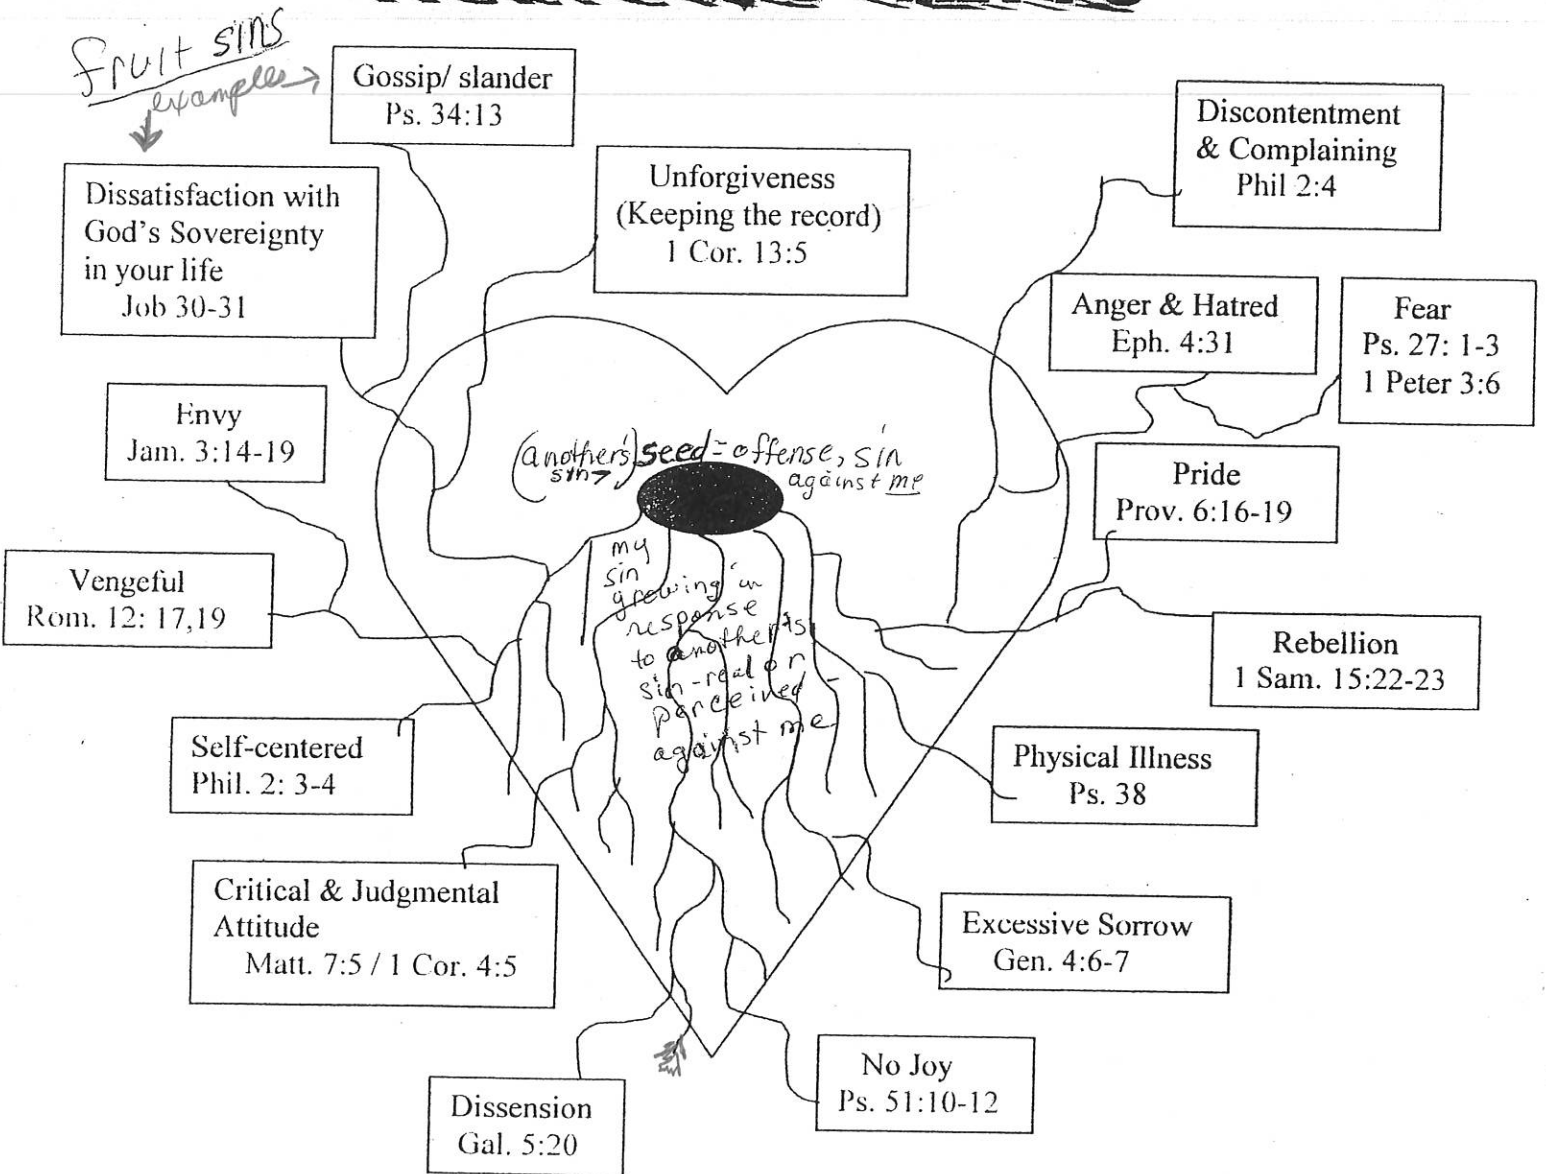 fruit sins
examples
Gossip/ slander
Ps. 34:13
Dissatisfaction with
God's Sovereignty
in your life
Job 30-31
Unforgiveness
(Keeping the record)
1 Cor. 13:5
Discontentment
& Complaining
Phil 2:4
Anger & Hatred
Eph. 4:31
Fear
Ps. 27: 1-3
1 Peter 3:6
Envy
Jam. 3:14-19
(another's) seed = offense, sin
sin
against me
Pride
Prov. 6:16-19
my
sin
growing in
response
to another's
sin - real or
perceived -
against me
Vengeful
Rom. 12: 17,19
Rebellion
1 Sam. 15:22-23
Self-centered
Phil. 2: 3-4
Physical Illness
Ps. 38
Critical & Judgmental
Attitude
Matt. 7:5 / 1 Cor. 4:5
Excessive Sorrow
Gen. 4:6-7
No Joy
Ps. 51:10-12
Dissension
Gal. 5:20